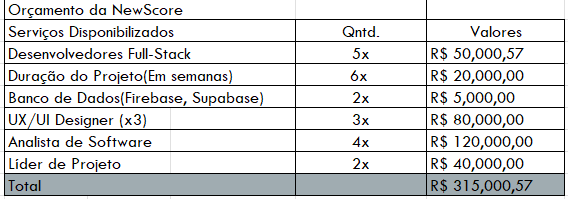 Orçamento da NewScore
Serviços Disponibilizados Qntd. Valores
Desenvolvedores Full-Stack 5x R$ 50,000,57
Duração do Projeto(Em semanas) 6x R$ 20,000,00
Banco de Dados(Firebase, Supabase) 2x R$ 5,000,00
UX/UI Designer (x3) 3x R$ 80,000,00
Analista de Software 4x R$ 120,000,00
Líder de Projeto 2x R$ 40,000,00
Total R$ 315,000,57